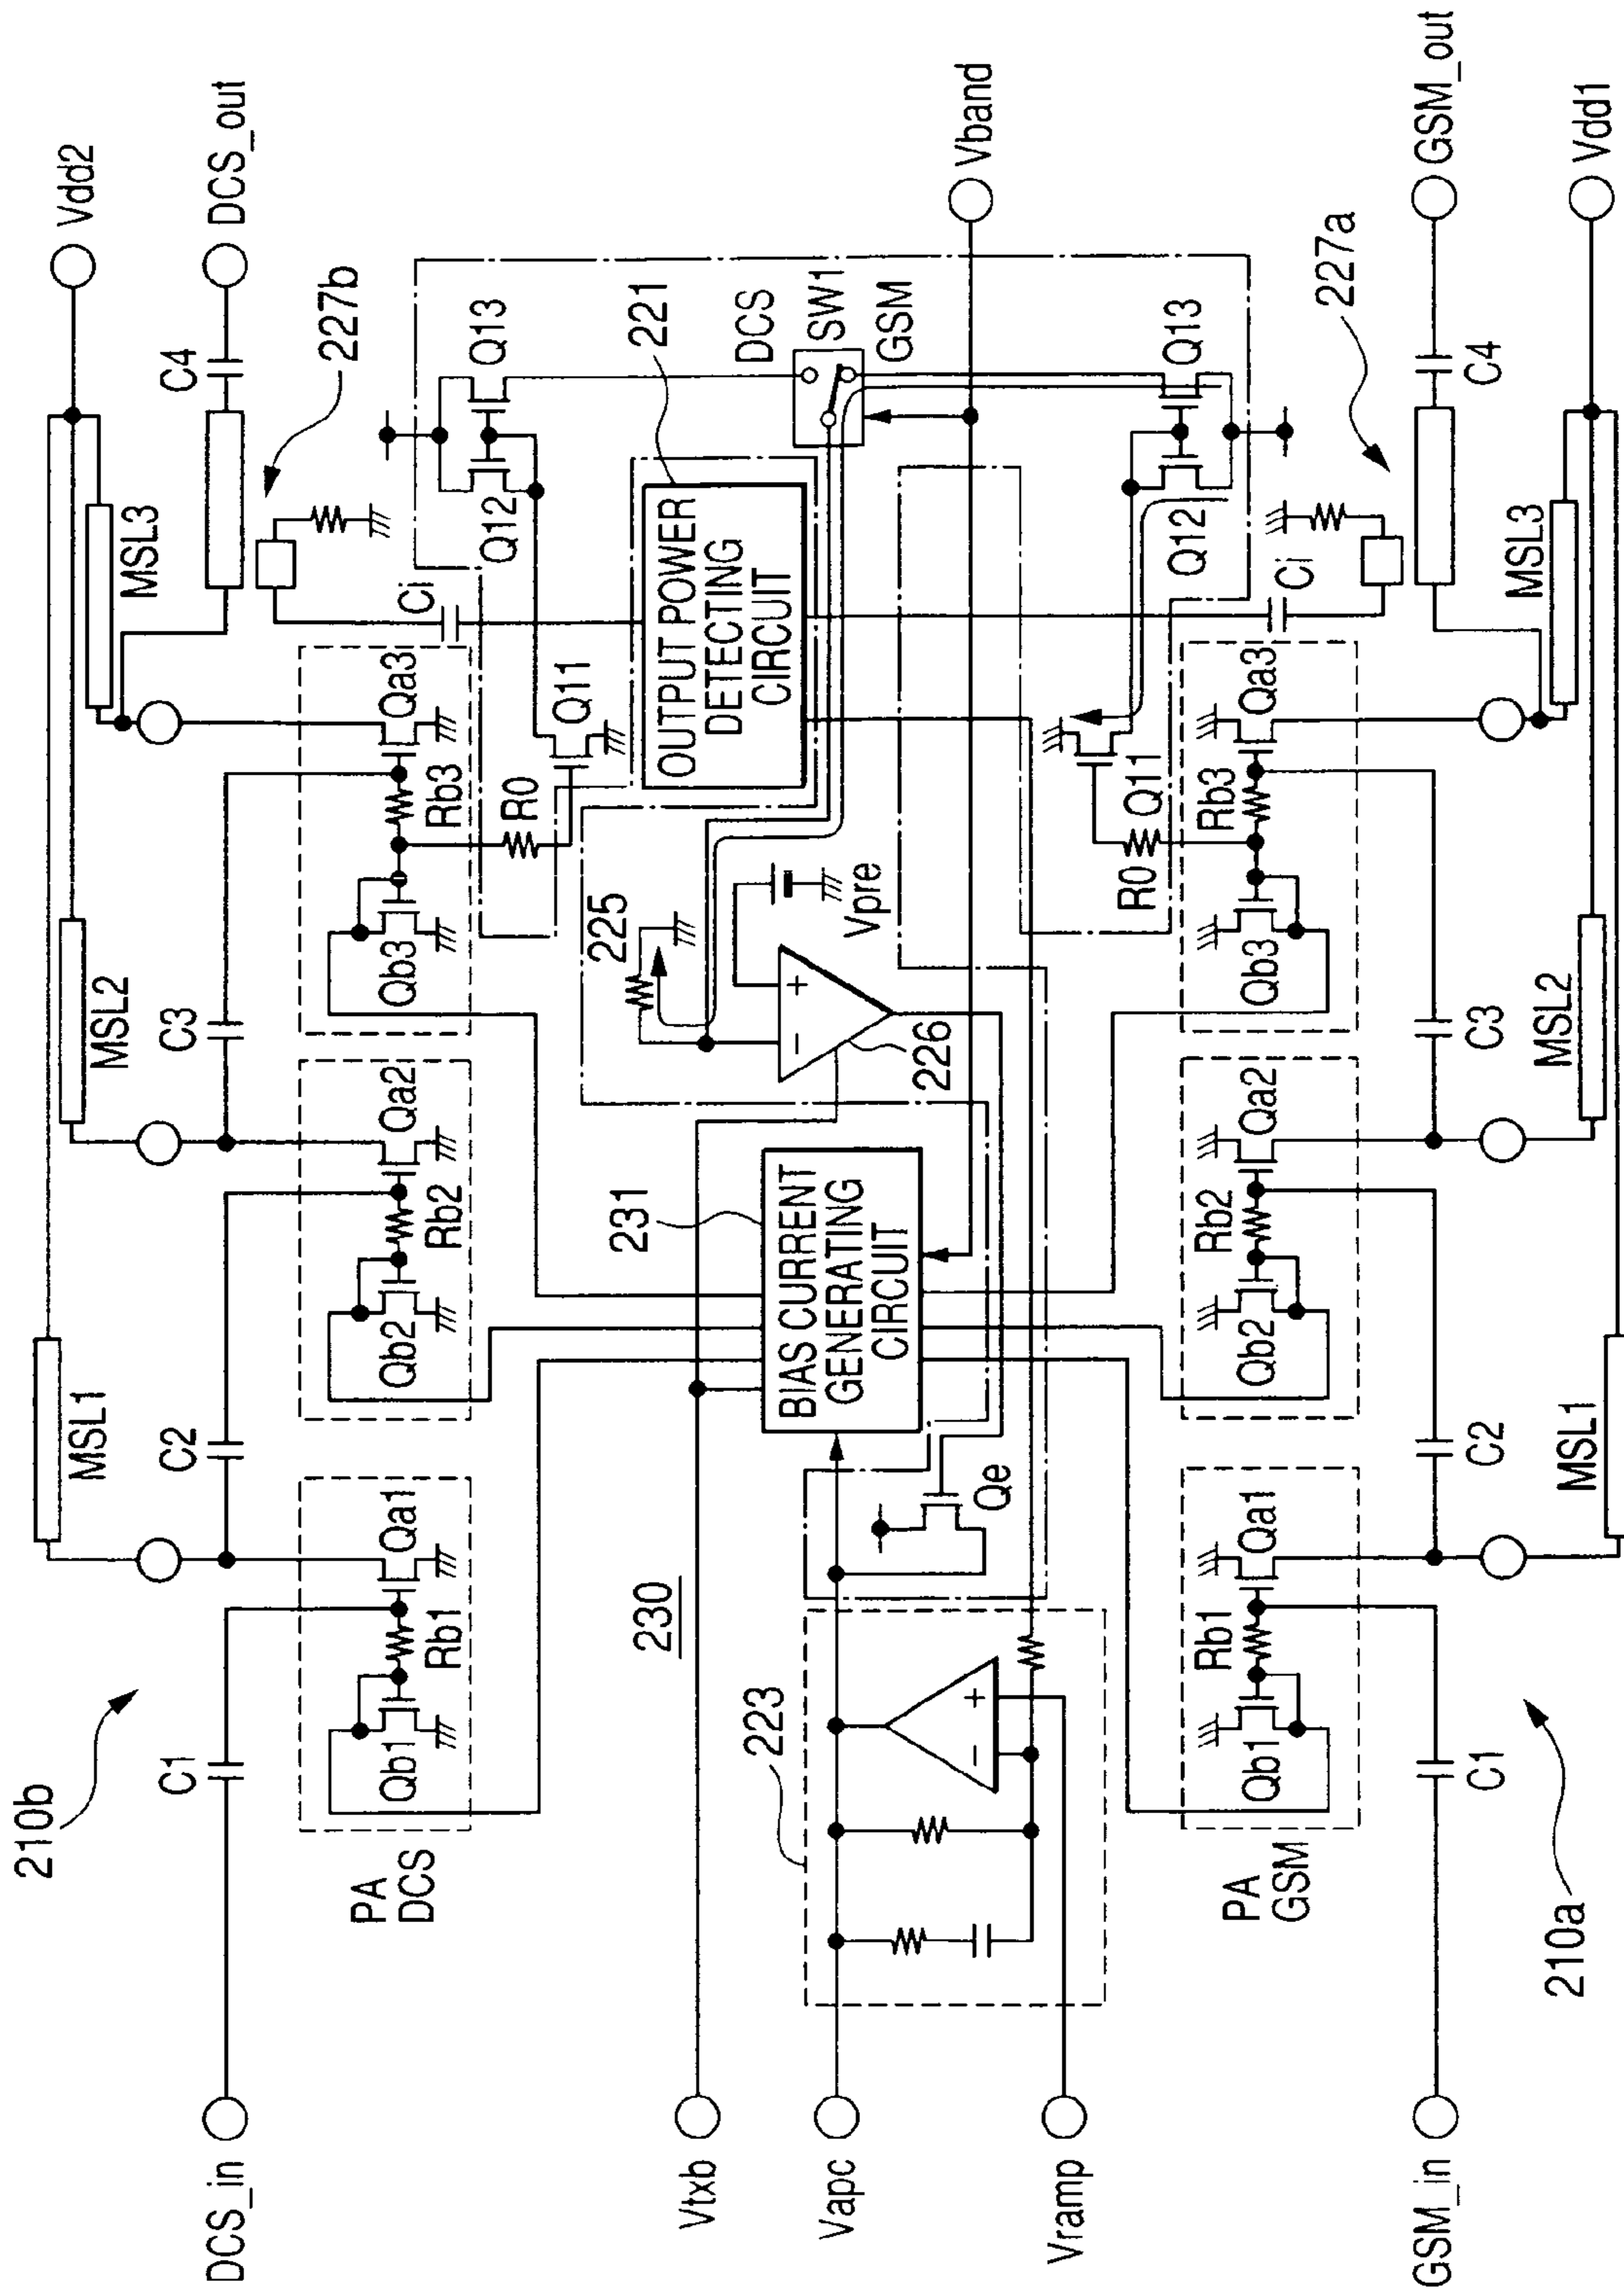 210b
DCS_in
C1
MSL1
C2
MSL2
C3
MSL3
C4
Vdd2
DCS_out
227b
PA
DCS
Qb1
Rb1
Qa1
Qb2
Rb2
Qa2
Qb3
Rb3
Qa3
Ci
R0
Q11
Q12
Q13
221
OUTPUT POWER
DETECTING
CIRCUIT
DCS
SW1
GSM
Vband
225
Vpre
+
−
226
230
231
BIAS CURRENT
GENERATING
CIRCUIT
Qe
223
+
−
Vtxb
Vapc
Vramp
R0
Q11
Q12
Q13
Ci
227a
PA
GSM
Qb1
Rb1
Qa1
Qb2
Rb2
Qa2
Qb3
Rb3
Qa3
GSM_in
C1
C2
C3
C4
GSM_out
MSL1
MSL2
MSL3
Vdd1
210a